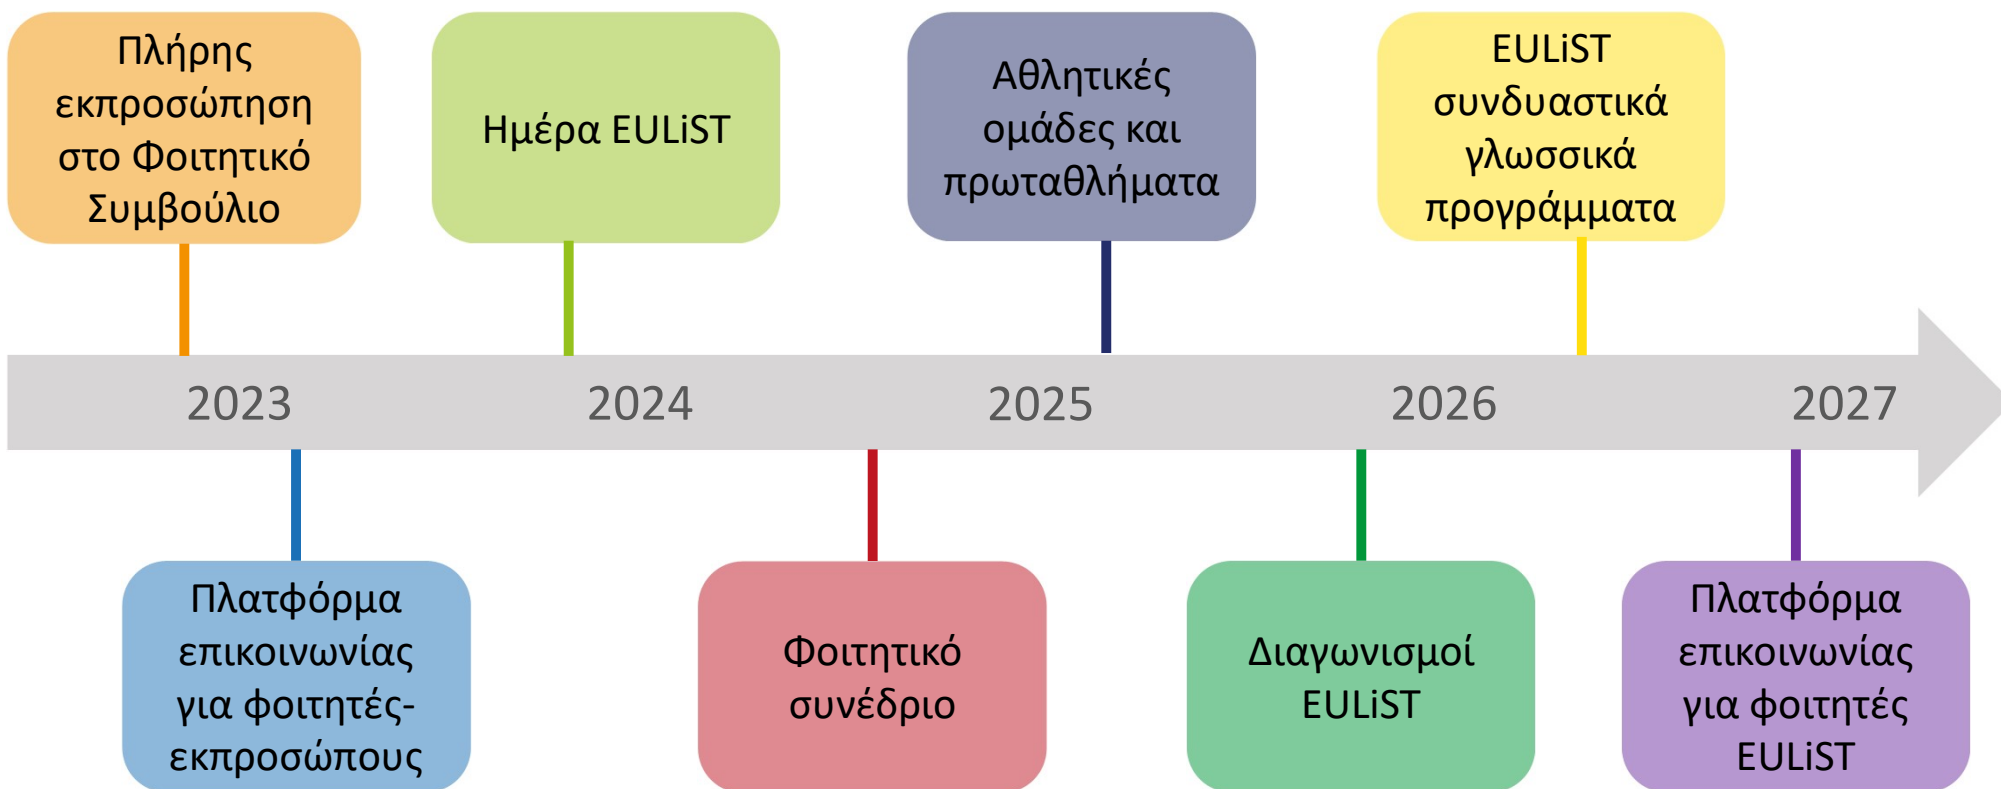 Πλήρης
εκπροσώπηση
στο Φοιτητικό
Συμβούλιο
Ημέρα EULiST
Αθλητικές
ομάδες και
πρωταθλήματα
EULiST
συνδυαστικά
γλωσσικά
προγράμματα
2023
2024
2025
2026
2027
Πλατφόρμα
επικοινωνίας
για φοιτητές-
εκπροσώπους
Φοιτητικό
συνέδριο
Διαγωνισμοί
EULiST
Πλατφόρμα
επικοινωνίας
για φοιτητές
EULiST